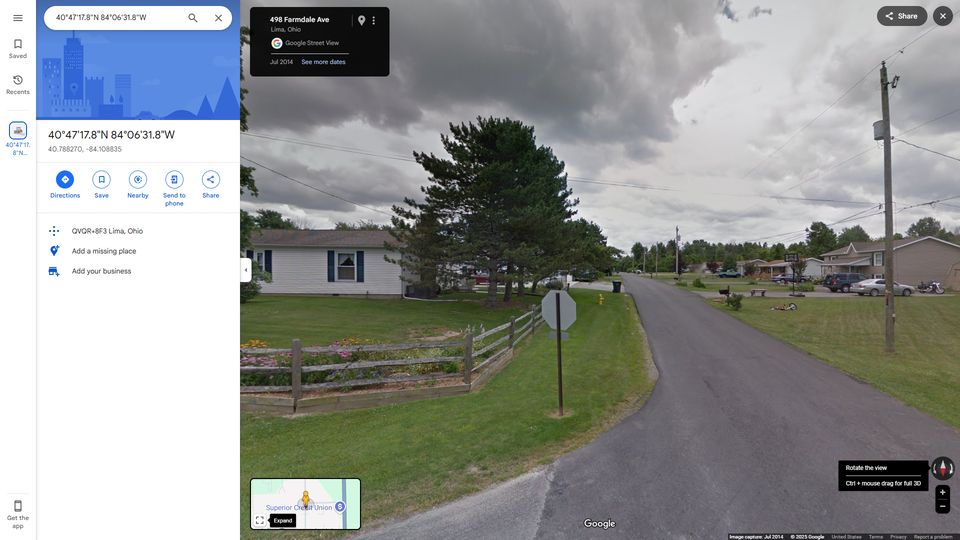 40°47'17.8"N 84°06'31.8"W
Saved
Recents
40°47'17.
8"N...
Get the
app
40°47'17.8"N 84°06'31.8"W
40.788270, -84.108835
Directions
Save
Nearby
Send to
phone
Share
QVQR+8F3 Lima, Ohio
Add a missing place
Add your business
498 Farmdale Ave
Lima, Ohio
Google Street View
Jul 2014 See more dates
Share
Superior Credit Union
Expand
Google
Rotate the view
Ctrl + mouse drag for full 3D
Image capture: Jul 2014 © 2025 Google United States Terms Privacy Report a problem